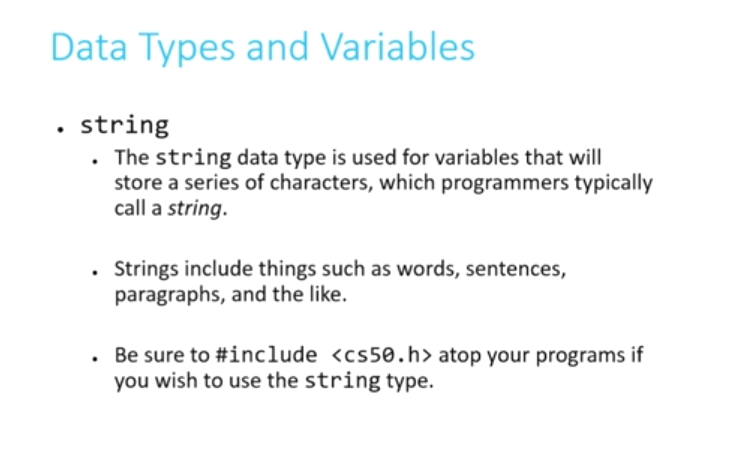 Data Types and Variables
• string
• The string data type is used for variables that will
store a series of characters, which programmers typically
call a string.
• Strings include things such as words, sentences,
paragraphs, and the like.
• Be sure to #include <cs50.h> atop your programs if
you wish to use the string type.